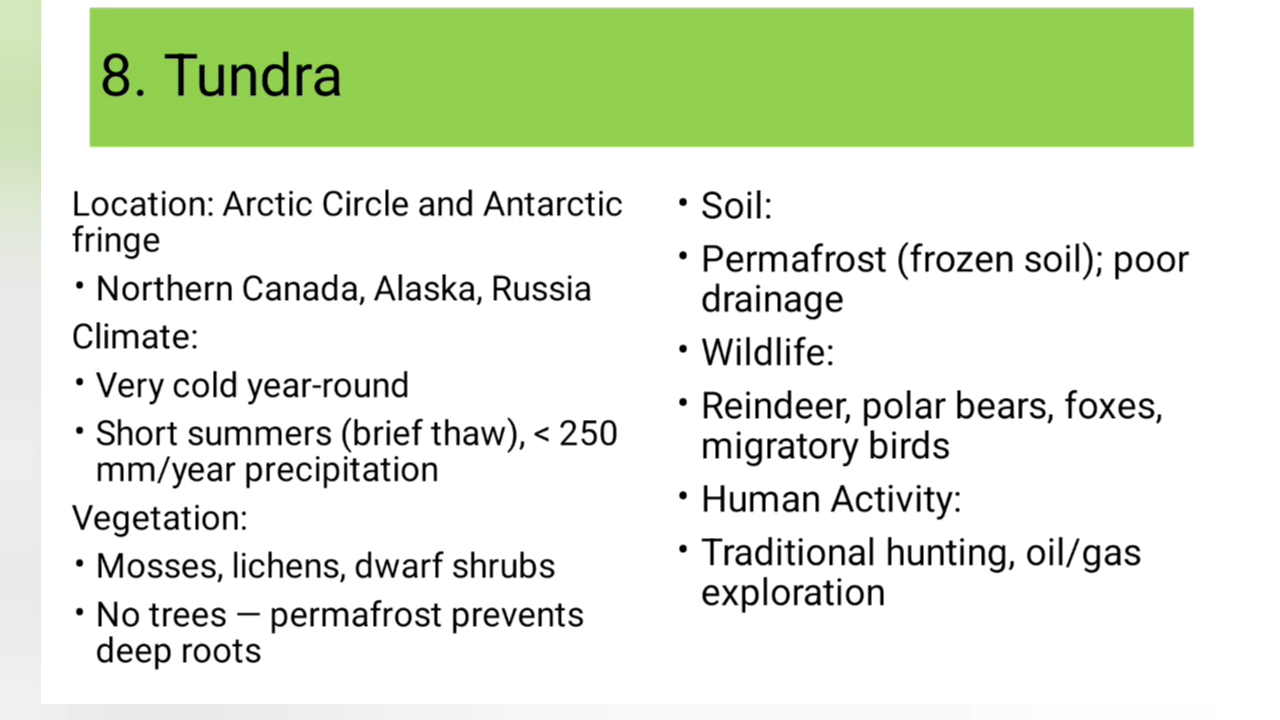 8. Tundra
Location: Arctic Circle and Antarctic
fringe
• Northern Canada, Alaska, Russia
Climate:
• Very cold year-round
• Short summers (brief thaw), < 250
mm/year precipitation
Vegetation:
• Mosses, lichens, dwarf shrubs
• No trees — permafrost prevents
deep roots
• Soil:
• Permafrost (frozen soil); poor
drainage
• Wildlife:
• Reindeer, polar bears, foxes,
migratory birds
• Human Activity:
• Traditional hunting, oil/gas
exploration